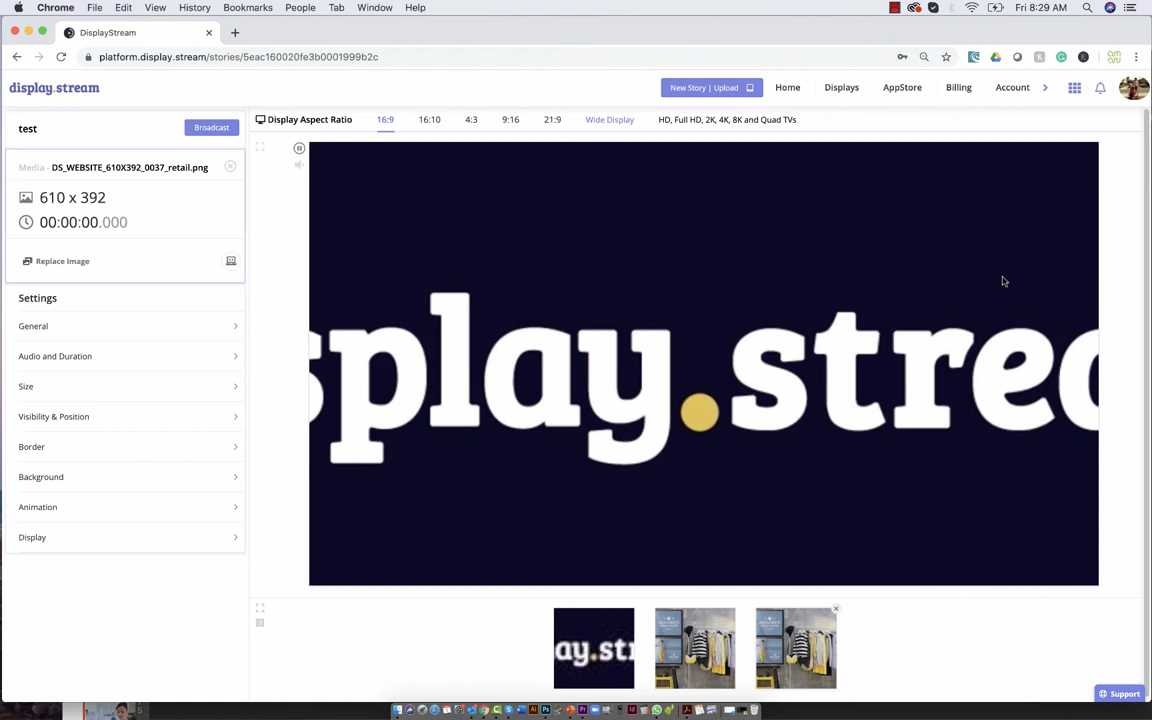 Chrome File Edit View History Bookmarks People Tab Window Help Fri 8:29 AM
DisplayStream
platform.display.stream/stories/5eac160020fe3b0001999b2c
display.stream New Story | Upload Home Displays AppStore Billing Account
test Broadcast
Display Aspect Ratio 16:9 16:10 4:3 9:16 21:9 Wide Display HD, Full HD, 2K, 4K, 8K and Quad TVs
Media - DS_WEBSITE_610X392_0037_retail.png
610 x 392
00:00:00.000
Replace Image
Settings
General
Audio and Duration
Size
Visibility & Position
Border
Background
Animation
Display
splay.strea
ay.str
Support